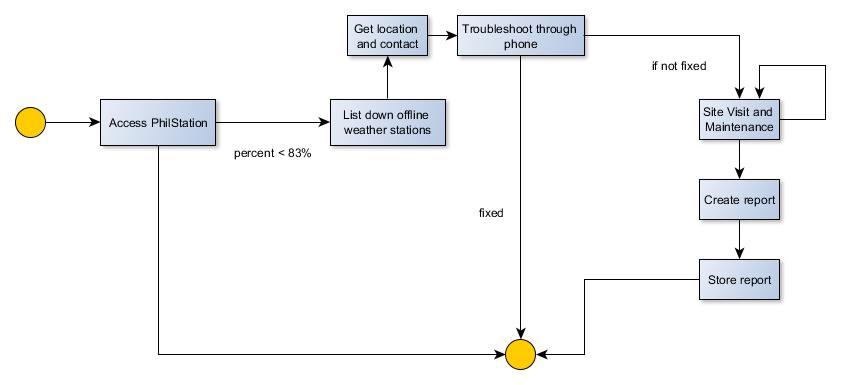 Get location
and contact
Troubleshoot through
phone
if not fixed
Access PhilStation
List down offline
weather stations
Site Visit and
Maintenance
percent < 83%
Create report
fixed
Store report